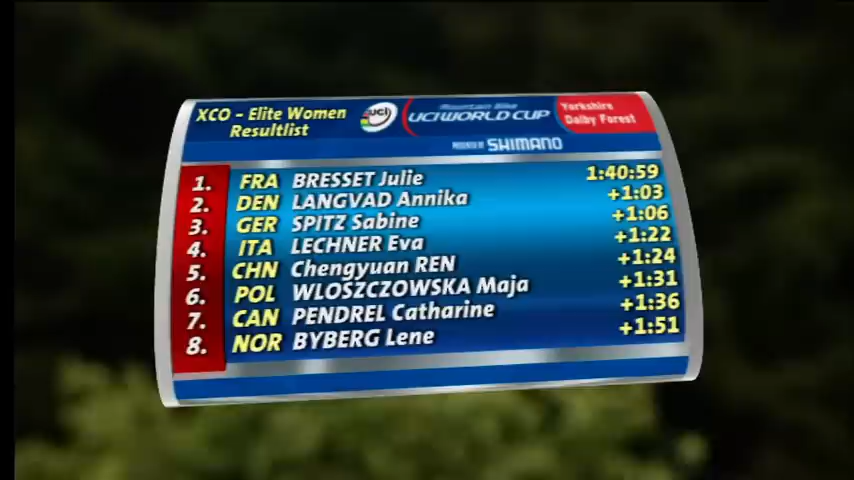 XCO - Elite Women
Resultlist
uci
Mountain Bike
UCI WORLD CUP
Yorkshire
Dalby Forest
SHIMANO
1. FRA BRESSET Julie 1:40:59
2. DEN LANGVAD Annika +1:03
3. GER SPITZ Sabine +1:06
4. ITA LECHNER Eva +1:22
5. CHN Chengyuan REN +1:24
6. POL WLOSZCZOWSKA Maja +1:31
7. CAN PENDREL Catharine +1:36
8. NOR BYBERG Lene +1:51